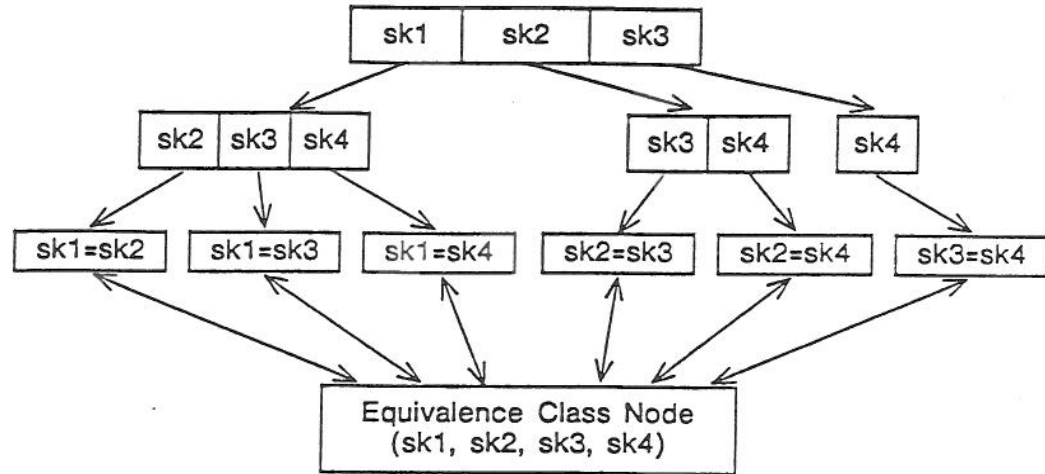 sk1 sk2 sk3
sk2 sk3 sk4 sk3 sk4 sk4
sk1=sk2 sk1=sk3 sk1=sk4 sk2=sk3 sk2=sk4 sk3=sk4
Equivalence Class Node
(sk1, sk2, sk3, sk4)